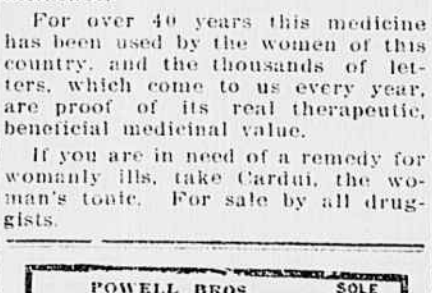 For over 40 years this medicine
has been used by the women of this
country, and the thousands of let-
ters, which come to us every year,
are proof of its real therapeutic,
beneficial medicinal value.
If you are in need of a remedy for
womanly ills, take Cardui, the wo-
man's tonic. For sale by all drug-
gists.
POWELL BROS. SOLE